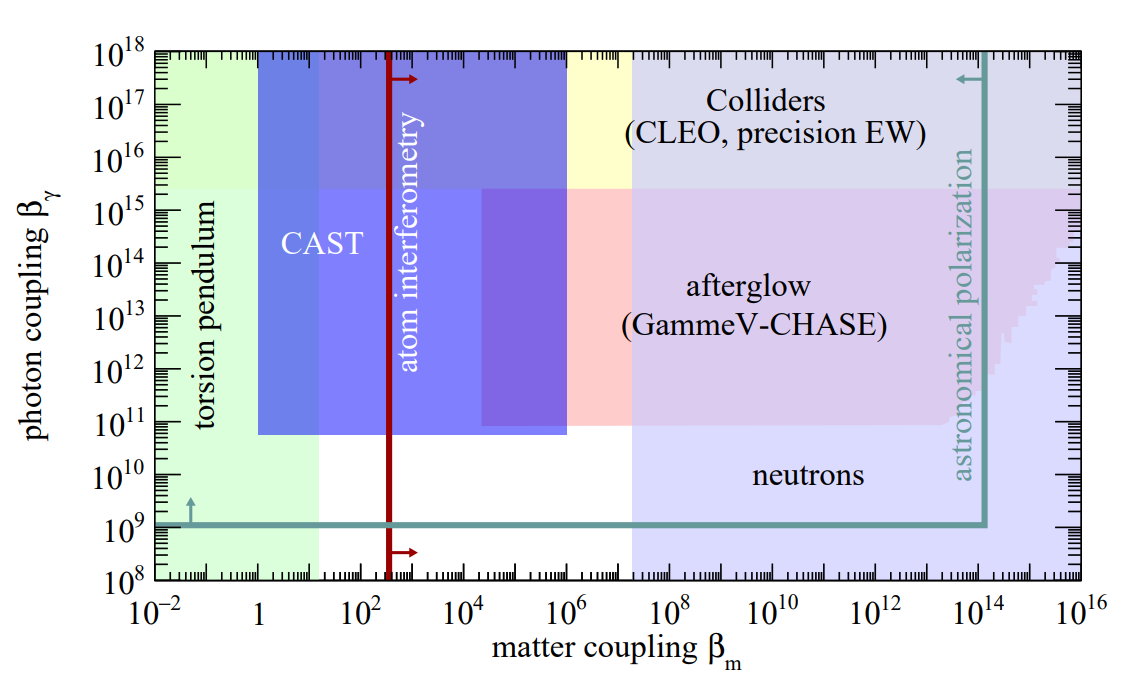 10^18
10^17
10^16
10^15
10^14
10^13
10^12
10^11
10^10
10^9
10^8
photon coupling β_γ
torsion pendulum
CAST
atom interferometry
Colliders
(CLEO, precision EW)
afterglow
(GammeV-CHASE)
neutrons
astronomical polarization
10^-2
1
10^2
10^4
10^6
10^8
10^10
10^12
10^14
10^16
matter coupling β_m